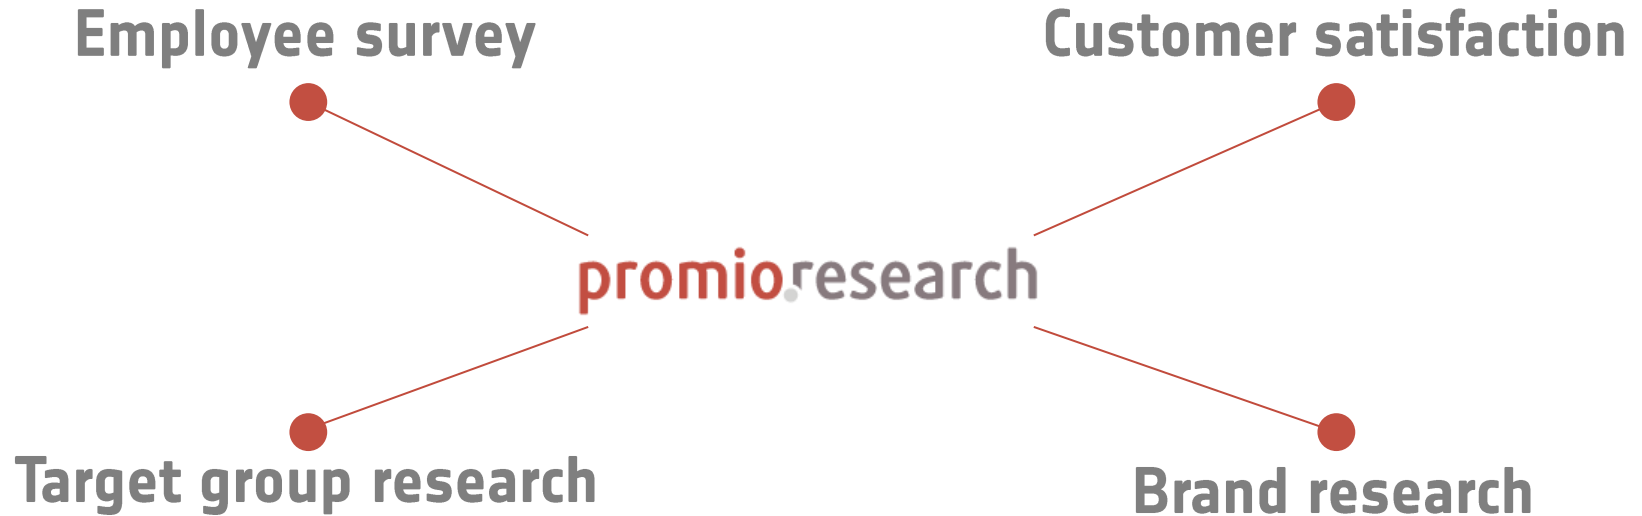 Employee survey
Customer satisfaction
promio.research
Target group research
Brand research